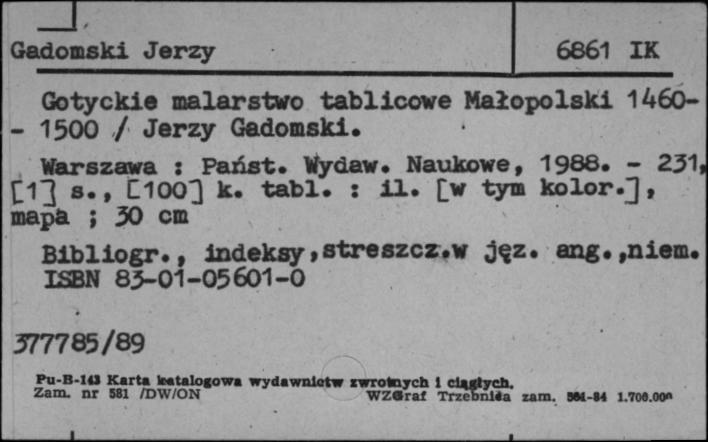 Gadomski Jerzy 6861 IK
Gotyckie malarstwo tablicowe Małopolski 1460-
- 1500 / Jerzy Gadomski.
Warszawa : Państ. Wydaw. Naukowe, 1988. - 231,
[1] s., [100] k. tabl. : il. [w tym kolor.],
mapa ; 30 cm
Bibliogr., indeksy,streszcz.w jęz. ang.,niem.
ISBN 83-01-05601-0
377785/89
Pu-B-143 Karta katalogowa wydawnictw zwrotnych i ciągłych.
Zam. nr 581 /DW/ON WZGraf Trzebnica zam. 561-84 1.700.000